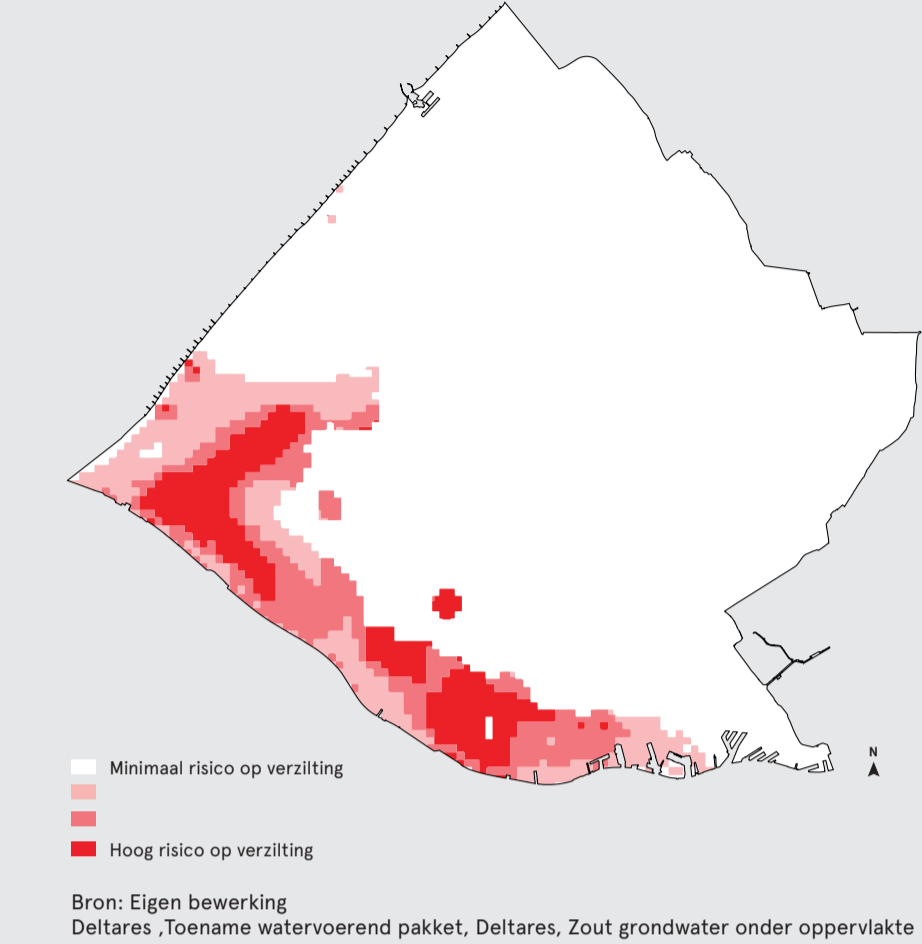 N
Minimaal risico op verzilting
Hoog risico op verzilting
Bron: Eigen bewerking
Deltares ,Toename watervoerend pakket, Deltares, Zout grondwater onder oppervlakte